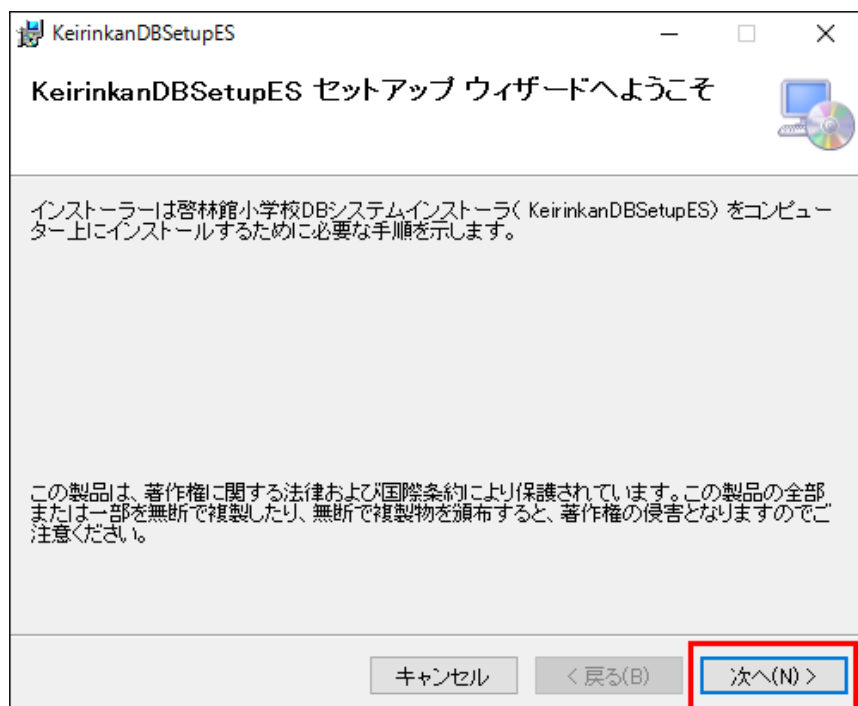 KeirinkanDBSetupES
KeirinkanDBSetupES セットアップ ウィザードへようこそ
インストーラーは啓林館小学校DBシステムインストーラ( KeirinkanDBSetupES) をコンピュー
ター上にインストールするために必要な手順を示します。
この製品は、著作権に関する法律および国際条約により保護されています。この製品の全部
または一部を無断で複製したり、無断で複製物を頒布すると、著作権の侵害となりますのでご
注意ください。
キャンセル
< 戻る(B)
次へ(N) >